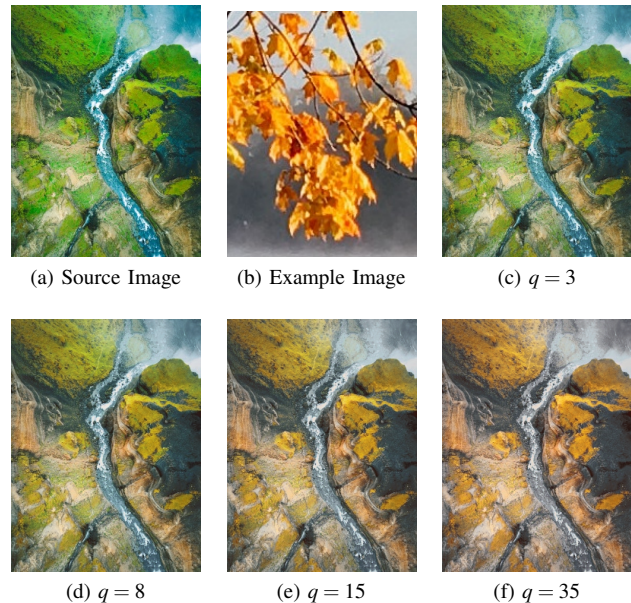 (a) Source Image
(b) Example Image
(c) q = 3
(d) q = 8
(e) q = 15
(f) q = 35